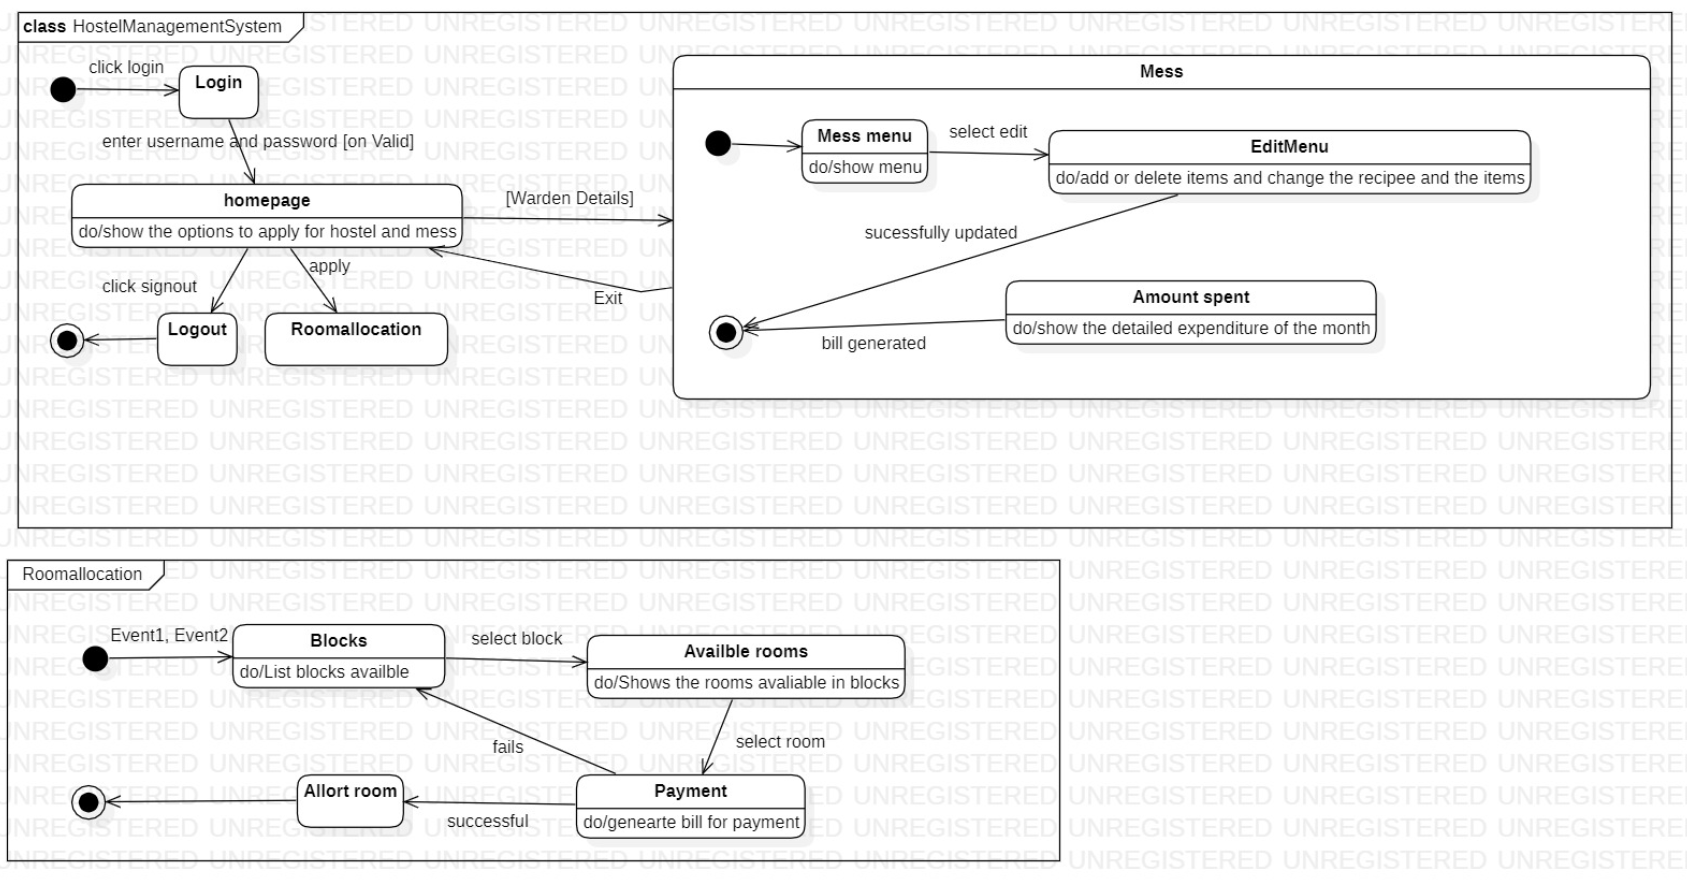 class HostelManagementSystem
click login
Login
enter username and password [on Valid]
homepage
do/show the options to apply for hostel and mess
[Warden Details]
click signout
apply
Exit
Logout
Roomallocation
Mess
Mess menu
do/show menu
select edit
EditMenu
do/add or delete items and change the recipee and the items
sucessfully updated
Amount spent
do/show the detailed expenditure of the month
bill generated
Roomallocation
Event1, Event2
Blocks
do/List blocks availble
select block
Availble rooms
do/Shows the rooms avaliable in blocks
select room
fails
Payment
do/genearte bill for payment
successful
Allort room
UNREGISTERED